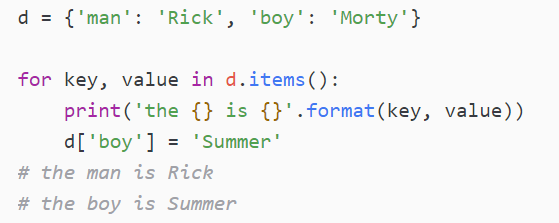 d = {'man': 'Rick', 'boy': 'Morty'}
for key, value in d.items():
    print('the {} is {}'.format(key, value))
    d['boy'] = 'Summer'
# the man is Rick
# the boy is Summer